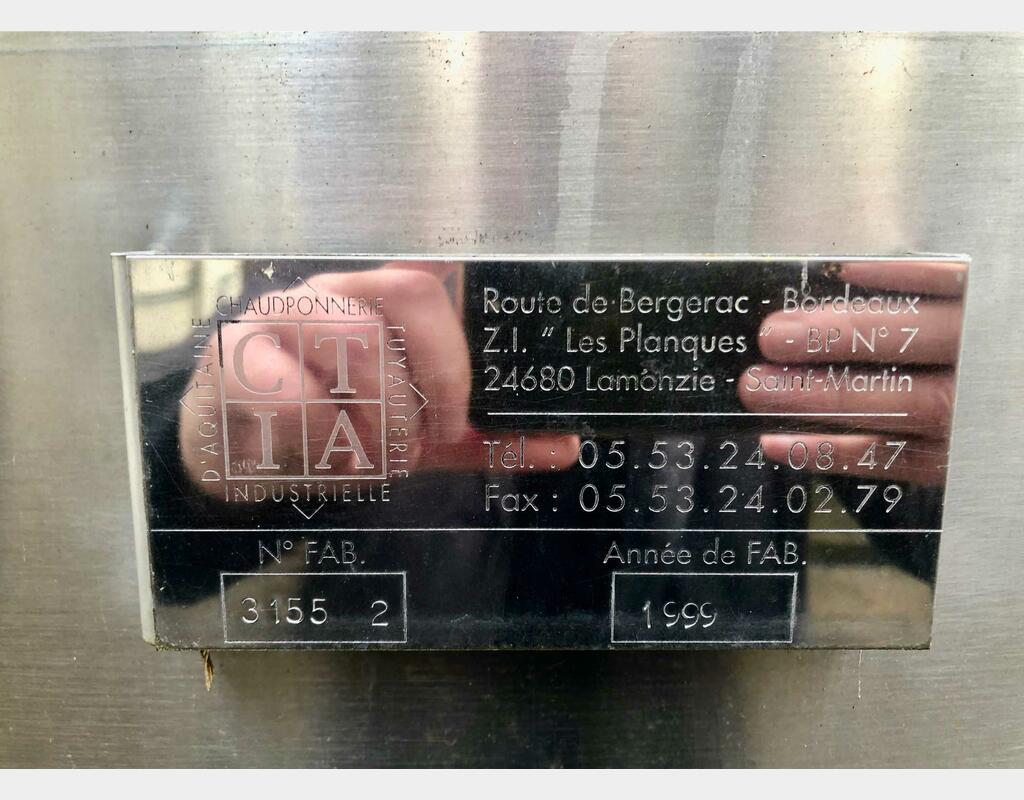 CHAUDPONNERIE
TUYAUTERIE
INDUSTRIELLE
D'AQUITAINE
CT
IA
Route de Bergerac - Bordeaux
Z.I. " Les Planques " - BP N° 7
24680 Lamonzie - Saint-Martin
Tél. : 05.53.24.08.47
Fax : 05.53.24.02.79
N° FAB.
3155 2
Année de FAB.
1999